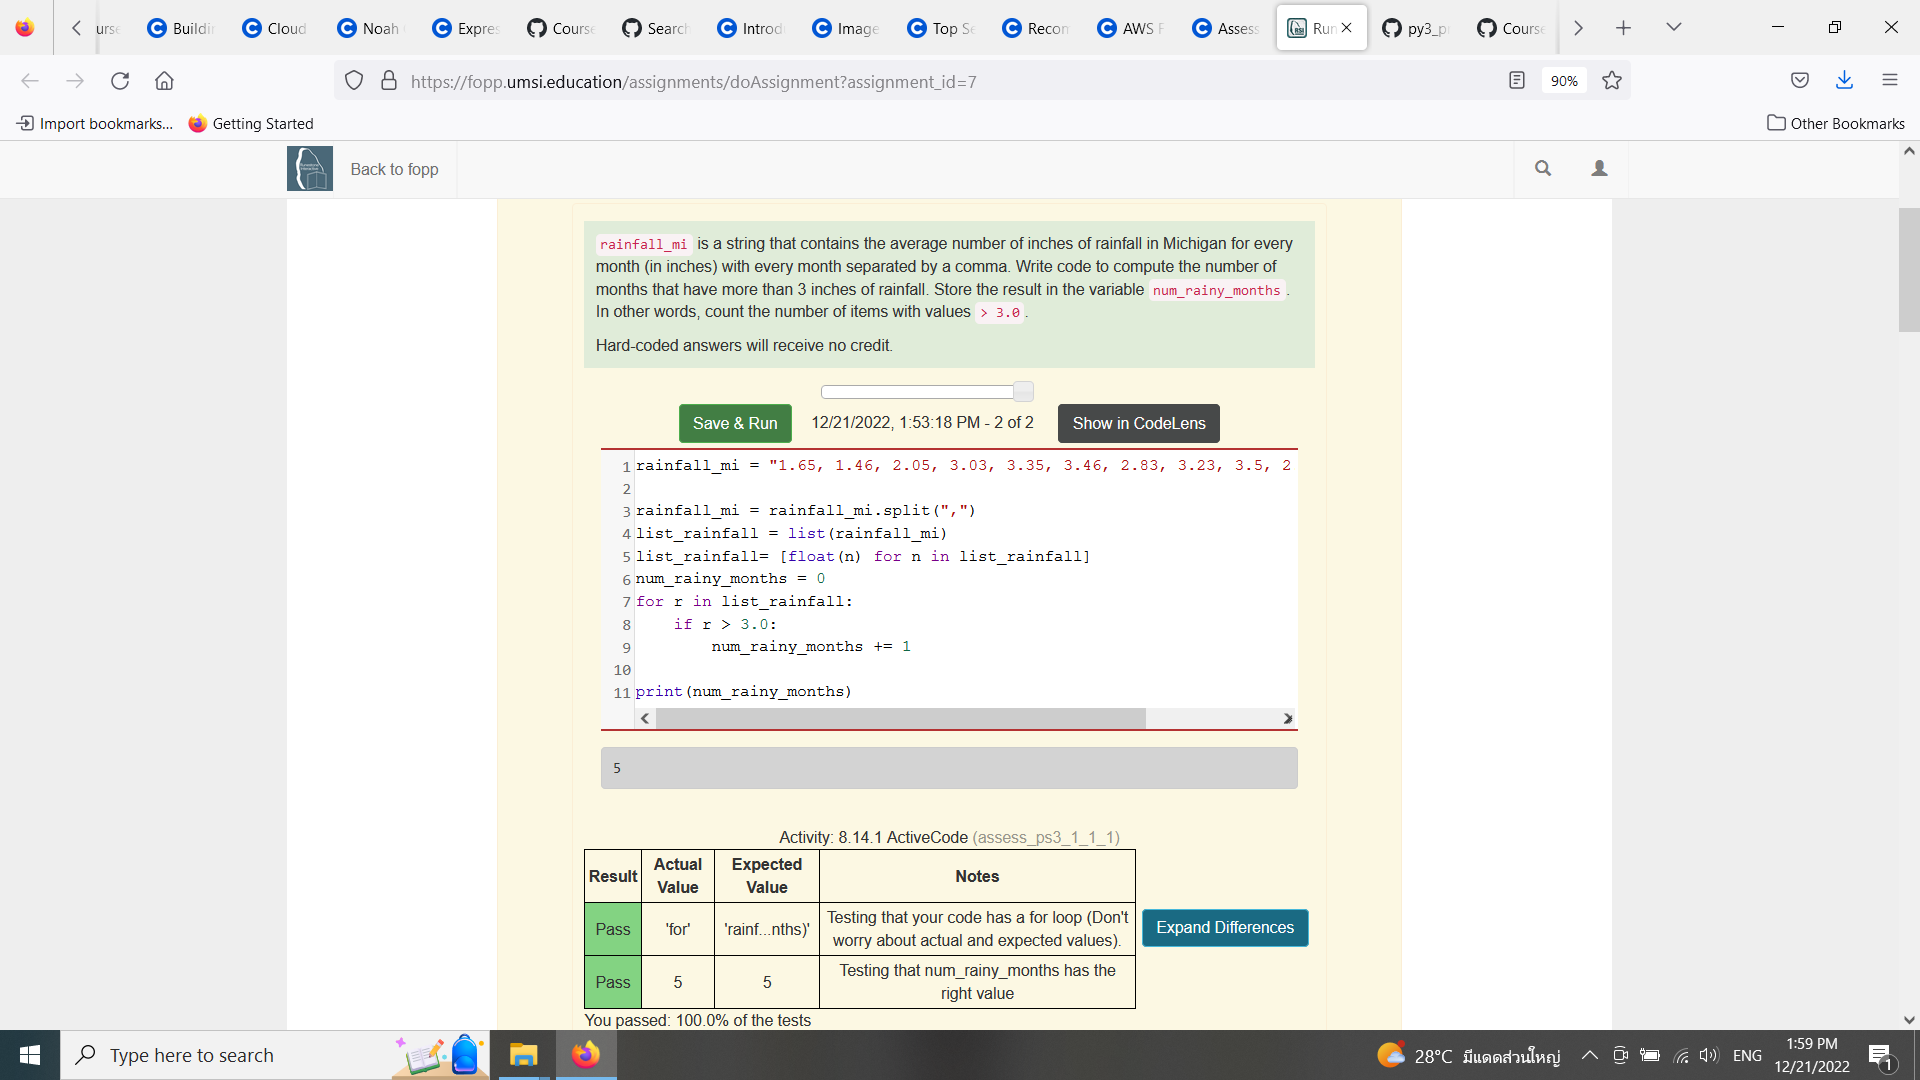 urse
Buildin
Cloud
Noah
Expres
Course
Search
Introd
Image
Top Se
Recon
AWS F
Assess
Run
py3_pr
Course
https://fopp.umsi.education/assignments/doAssignment?assignment_id=7
90%
Import bookmarks...
Getting Started
Other Bookmarks
Back to fopp
rainfall_mi is a string that contains the average number of inches of rainfall in Michigan for every
month (in inches) with every month separated by a comma. Write code to compute the number of
months that have more than 3 inches of rainfall. Store the result in the variable num_rainy_months .
In other words, count the number of items with values > 3.0 .
Hard-coded answers will receive no credit.
Save & Run
12/21/2022, 1:53:18 PM - 2 of 2
Show in CodeLens
1 rainfall_mi = "1.65, 1.46, 2.05, 3.03, 3.35, 3.46, 2.83, 3.23, 3.5, 2
2
3 rainfall_mi = rainfall_mi.split(",")
4 list_rainfall = list(rainfall_mi)
5 list_rainfall= [float(n) for n in list_rainfall]
6 num_rainy_months = 0
7 for r in list_rainfall:
8     if r > 3.0:
9         num_rainy_months += 1
10
11 print(num_rainy_months)
5
Activity: 8.14.1 ActiveCode (assess_ps3_1_1_1)
Result
Actual Value
Expected Value
Notes
Pass
'for'
'rainf...nths)'
Testing that your code has a for loop (Don't
worry about actual and expected values).
Expand Differences
Pass
5
5
Testing that num_rainy_months has the
right value
You passed: 100.0% of the tests
Type here to search
28°C มีแดดส่วนใหญ่
ENG
1:59 PM
12/21/2022
1